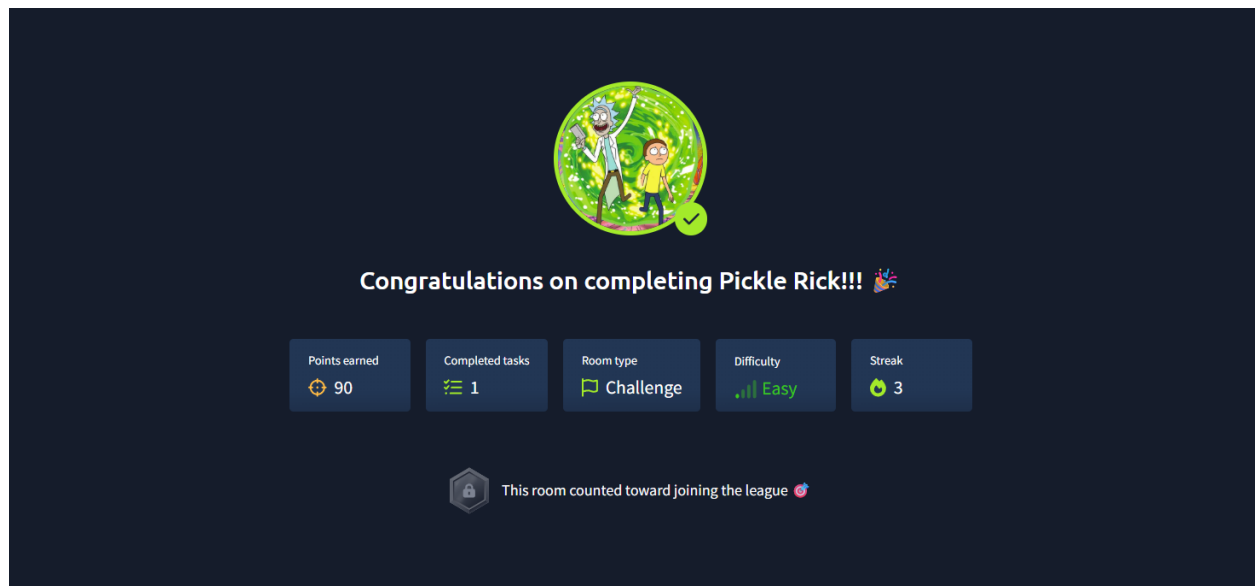 Congratulations on completing Pickle Rick!!! 🎉
Points earned
90
Completed tasks
1
Room type
Challenge
Difficulty
Easy
Streak
3
This room counted toward joining the league 🎯